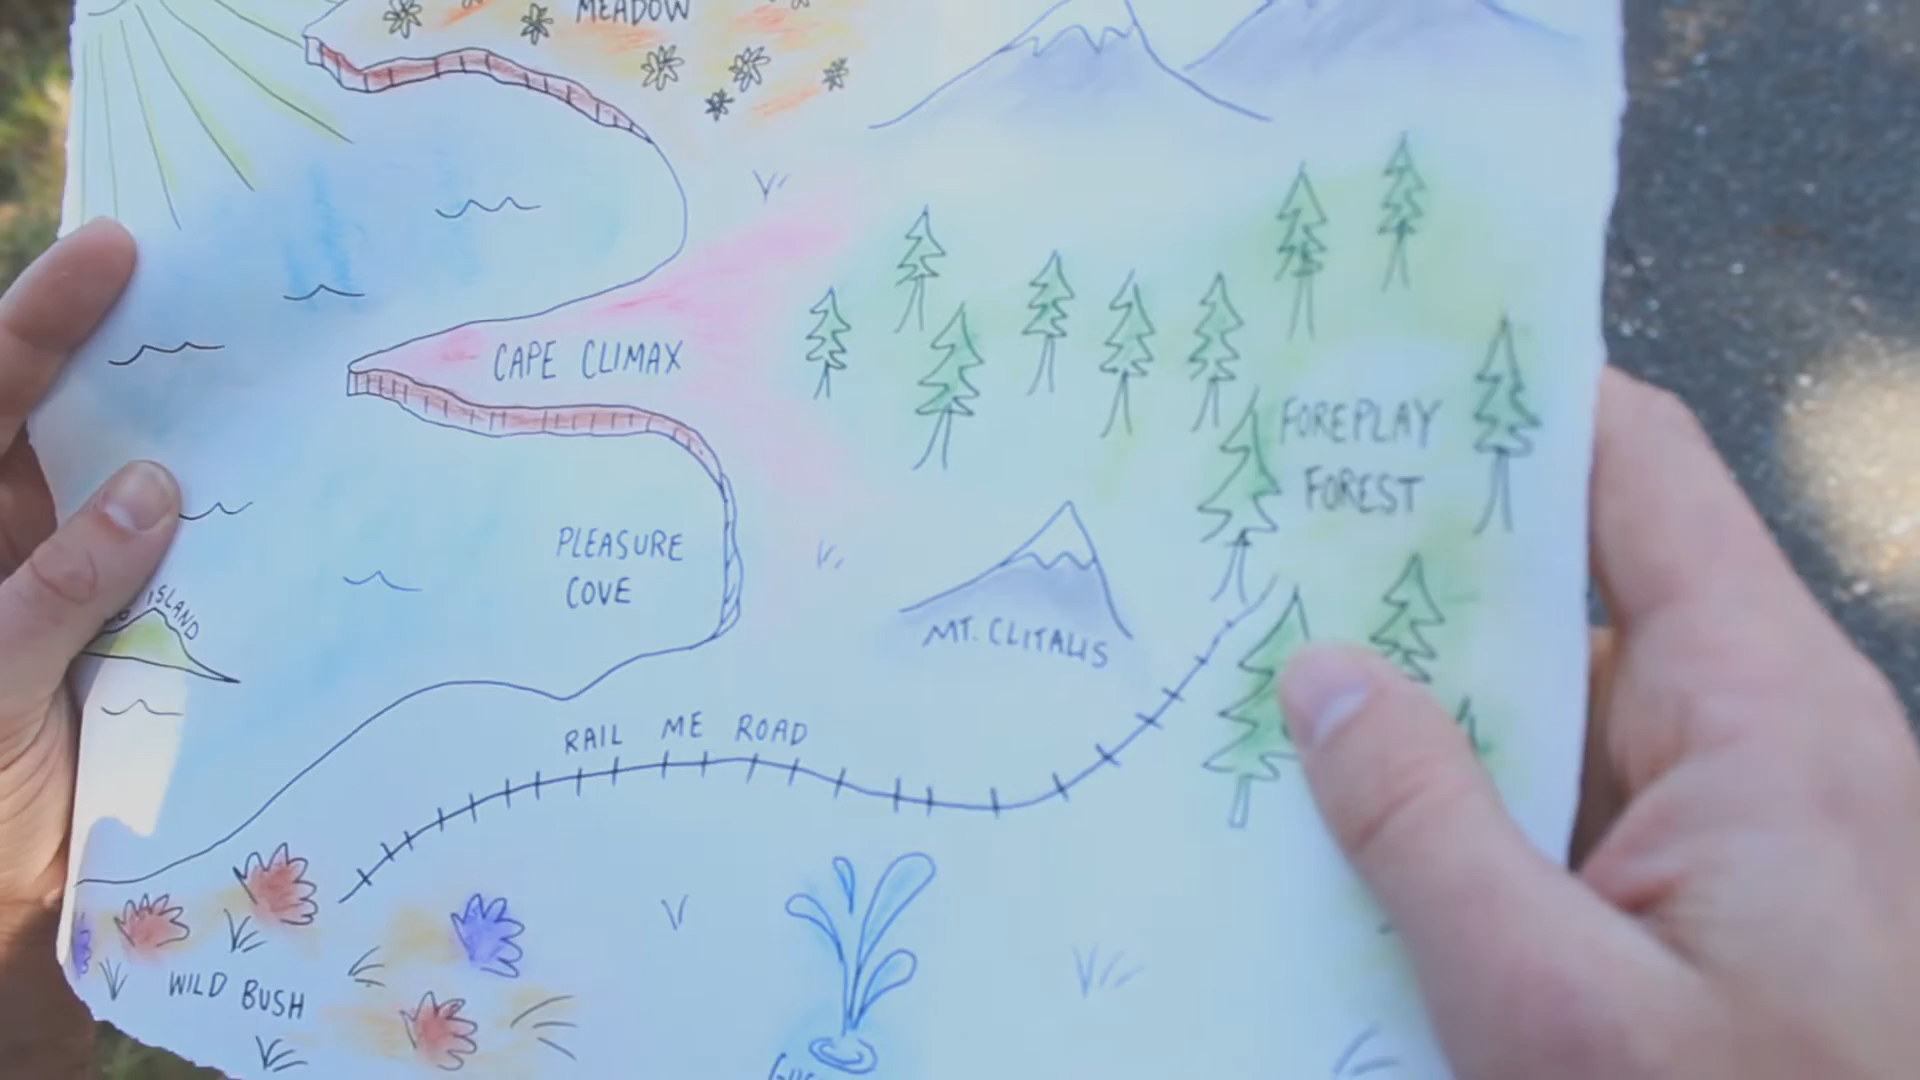 MEADOW
CAPE CLIMAX
FOREPLAY
FOREST
PLEASURE
COVE
ISLAND
MT. CLITALIS
RAIL ME ROAD
WILD BUSH